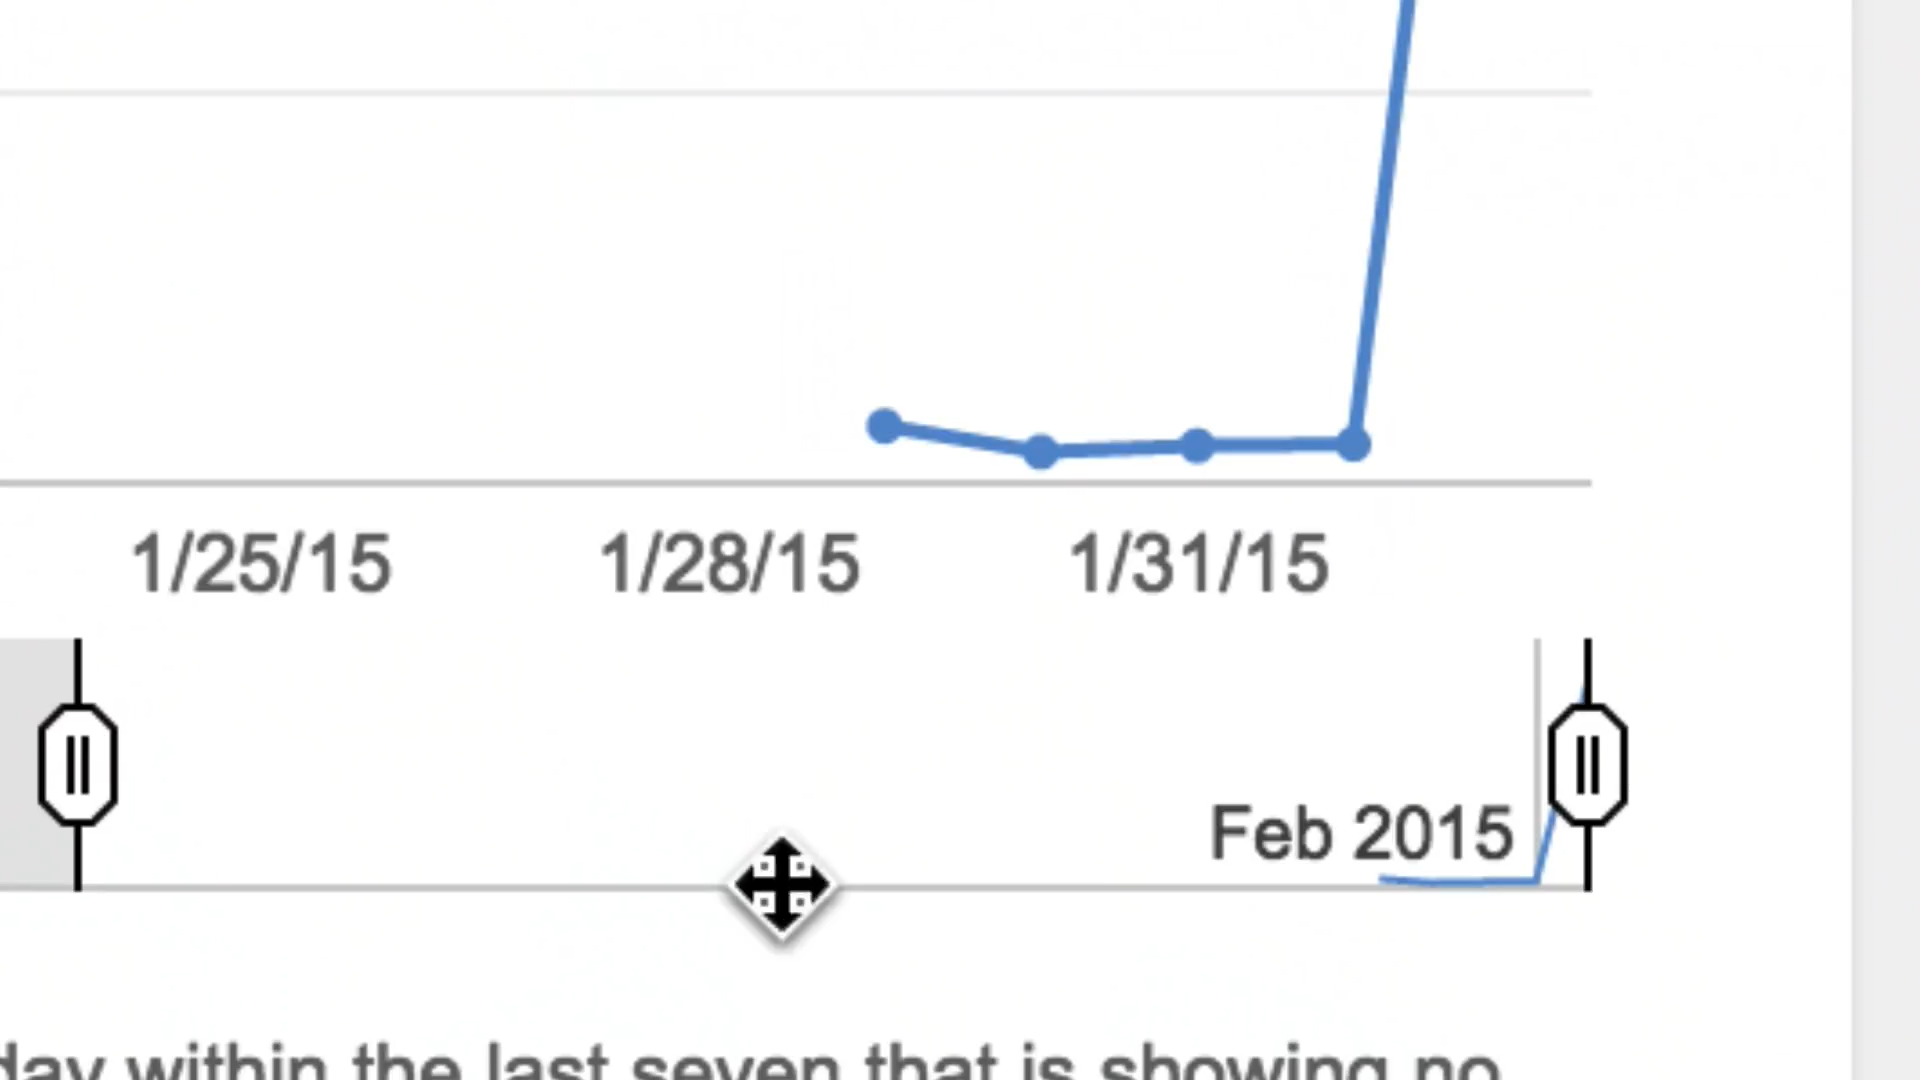 1/25/15 1/28/15 1/31/15
Feb 2015
day within the last seven that is showing no